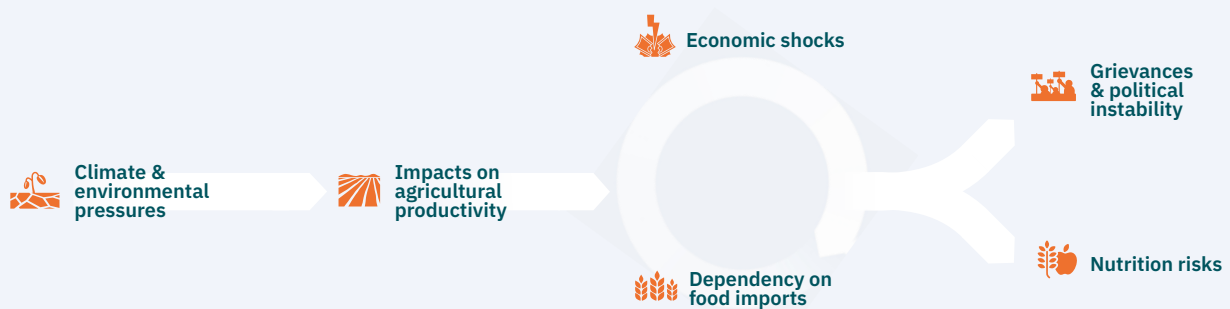 Economic shocks
Grievances
& political
instability
Climate &
environmental
pressures
Impacts on
agricultural
productivity
Dependency on
food imports
Nutrition risks